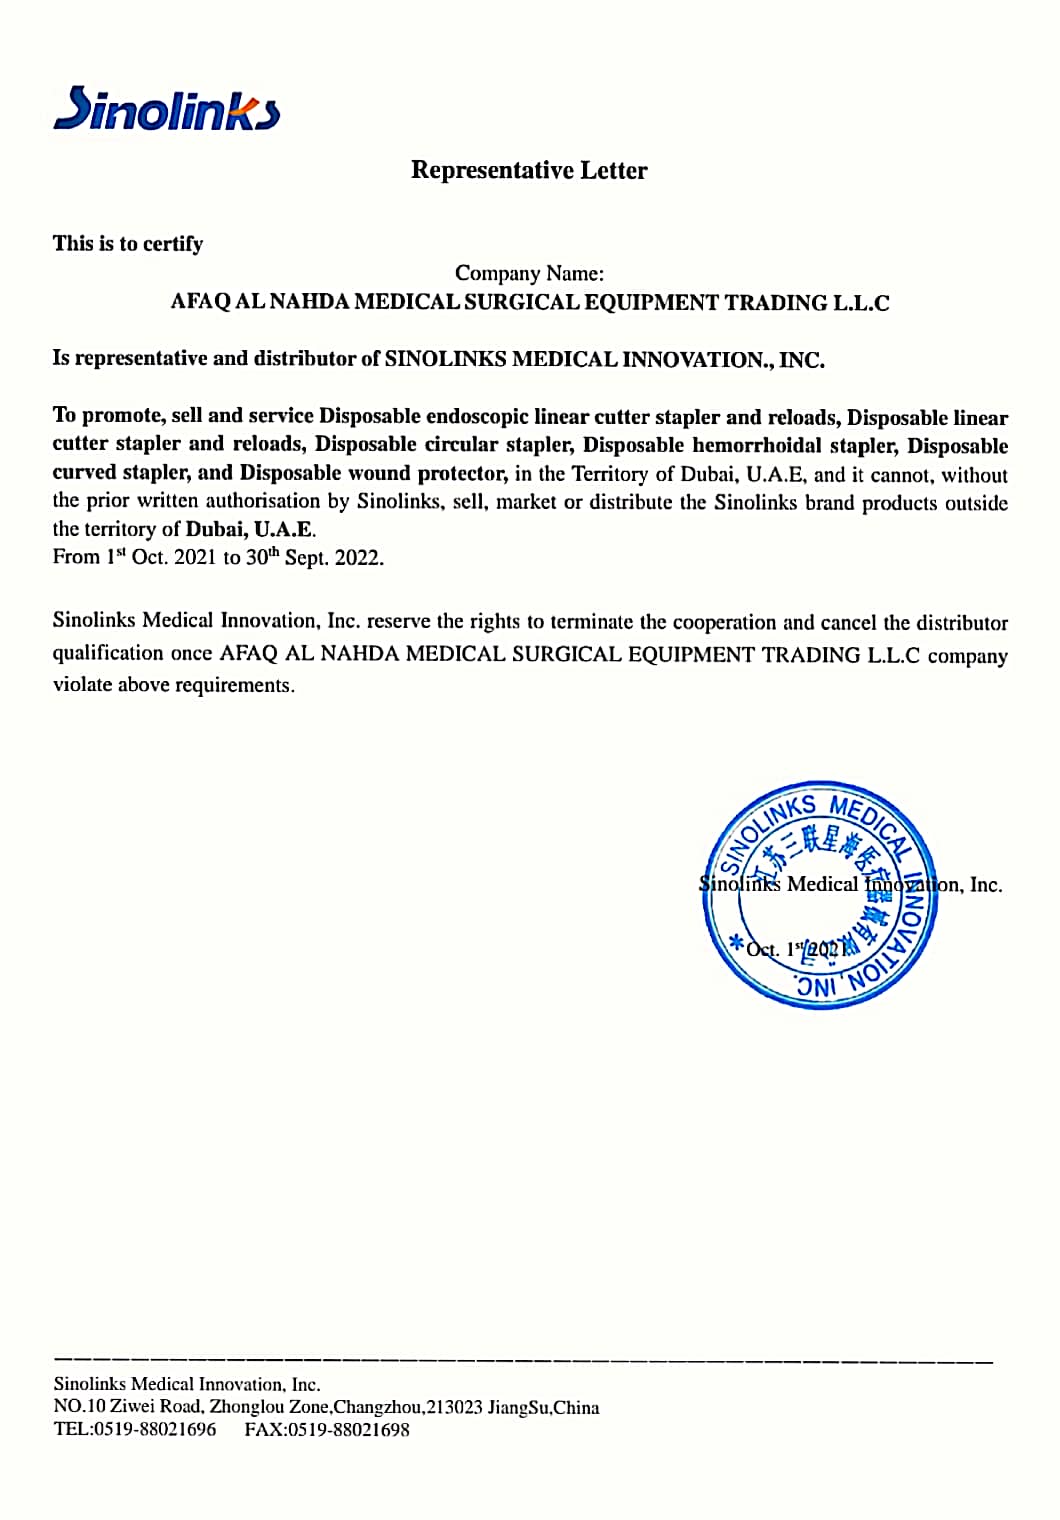 Sinolinks
Representative Letter
This is to certify
Company Name:
AFAQ AL NAHDA MEDICAL SURGICAL EQUIPMENT TRADING L.L.C
Is representative and distributor of SINOLINKS MEDICAL INNOVATION., INC.
To promote, sell and service Disposable endoscopic linear cutter stapler and reloads, Disposable linear
cutter stapler and reloads, Disposable circular stapler, Disposable hemorrhoidal stapler, Disposable
curved stapler, and Disposable wound protector, in the Territory of Dubai, U.A.E, and it cannot, without
the prior written authorisation by Sinolinks, sell, market or distribute the Sinolinks brand products outside
the territory of Dubai, U.A.E.
From 1st Oct. 2021 to 30th Sept. 2022.
Sinolinks Medical Innovation, Inc. reserve the rights to terminate the cooperation and cancel the distributor
qualification once AFAQ AL NAHDA MEDICAL SURGICAL EQUIPMENT TRADING L.L.C company
violate above requirements.
SINOLINKS MEDICAL INNOVATION, INC.
江苏三联星海医疗器械有限公司
Sinolinks Medical Innovation, Inc.
Oct. 1st 2021
Sinolinks Medical Innovation, Inc.
NO.10 Ziwei Road, Zhonglou Zone,Changzhou,213023 JiangSu,China
TEL:0519-88021696 FAX:0519-88021698